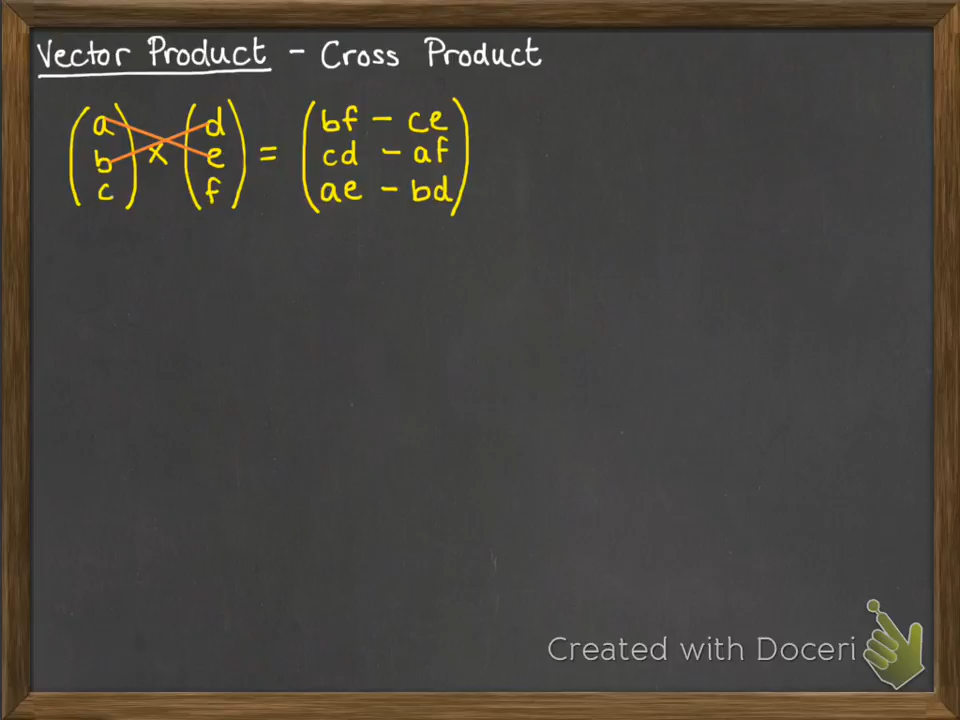 Vector Product - Cross Product
(a b c) × (d e f) = (bf - ce
cd - af
ae - bd)
Created with Doceri